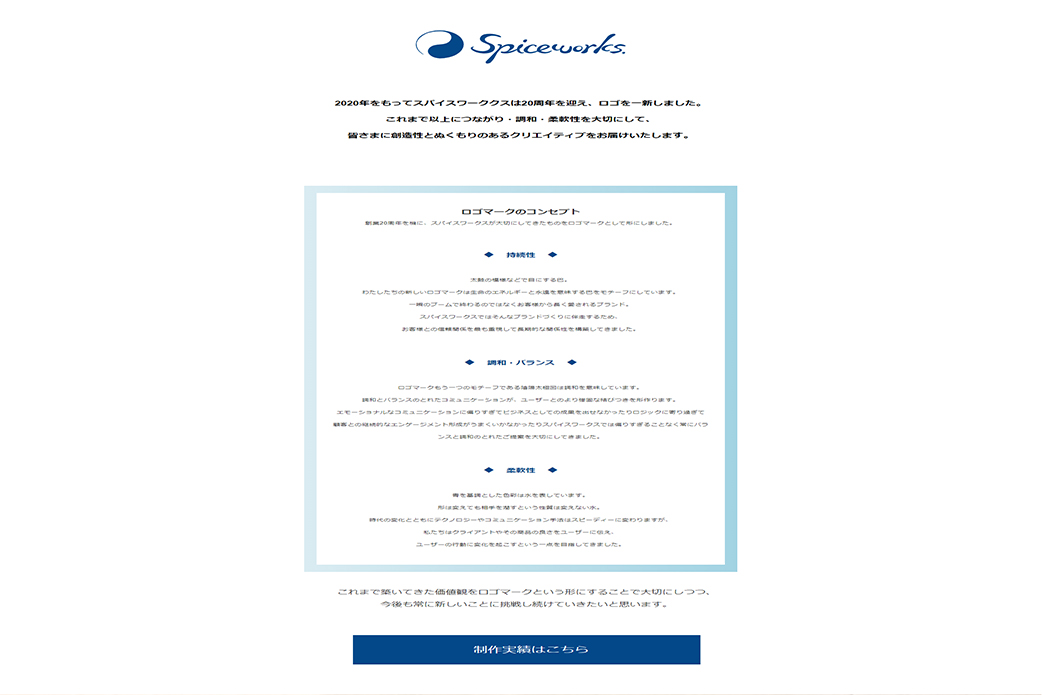 Spiceworks.
2020年をもってスパイスワーククスは20周年を迎え、ロゴを一新しました。
これまで以上につながり・調和・柔軟性を大切にして、
皆さまに創造性とぬくもりのあるクリエイティブをお届けいたします。
ロゴマークのコンセプト
創業20周年を機に、スパイスワークスが大切にしてきたものをロゴマークとして形にしました。
◆ 持続性 ◆
太鼓の模様などで目にする巴。
わたしたちの新しいロゴマークは生命のエネルギーと永遠を意味する巴をモチーフにしています。
一時のブームで終わるのではなくお客様から長く愛されるブランド。
スパイスワークスではそんなブランドづくりに伴走するため、
お客様との信頼関係を最も重視して長期的な関係性を構築してきました。
◆ 調和・バランス ◆
ロゴマークもう一つのモチーフである陰陽太極図は調和を意味しています。
調和とバランスのとれたコミュニケーションが、ユーザーとのより強固な結びつきを形作ります。
エモーショナルなコミュニケーションに偏りすぎてビジネスとしての成果を出せなかったりロジックに寄り過ぎて
顧客との継続的なエンゲージメント形成がうまくいかなかったりスパイスワークスでは偏りすぎることなく常にバラ
ンスと調和のとれたご提案を大切にしてきました。
◆ 柔軟性 ◆
青を基調とした色彩は水を表しています。
形は変えても相手を潤すという性質は変えない水。
時代の変化とともにテクノロジーやコミュニケーション手法はスピーディーに変わりますが、
私たちはクライアントやその商品の良さをユーザーに伝え、
ユーザーの行動に変化を起こすという一点を目指してきました。
これまで築いてきた価値観をロゴマークという形にすることで大切にしつつ、
今後も常に新しいことに挑戦し続けていきたいと思います。
制作実績はこちら